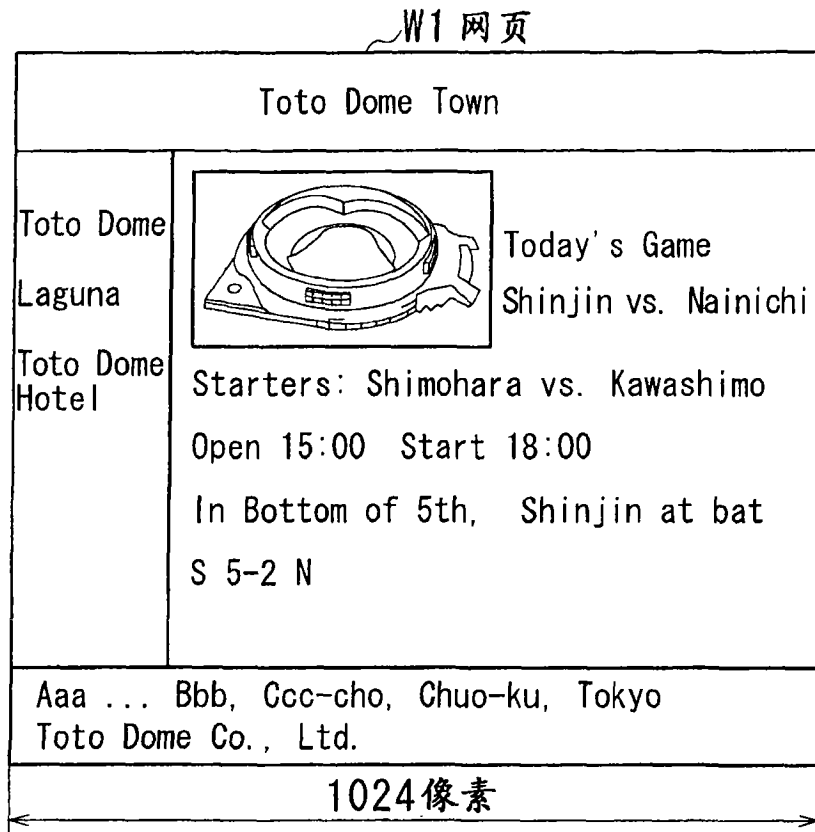 W1 网页
Toto Dome Town
Toto Dome
Laguna
Toto Dome
Hotel
Today's Game
Shinjin vs. Nainichi
Starters: Shimohara vs. Kawashimo
Open 15:00 Start 18:00
In Bottom of 5th, Shinjin at bat
S 5-2 N
Aaa ... Bbb, Ccc-cho, Chuo-ku, Tokyo
Toto Dome Co., Ltd.
1024像素